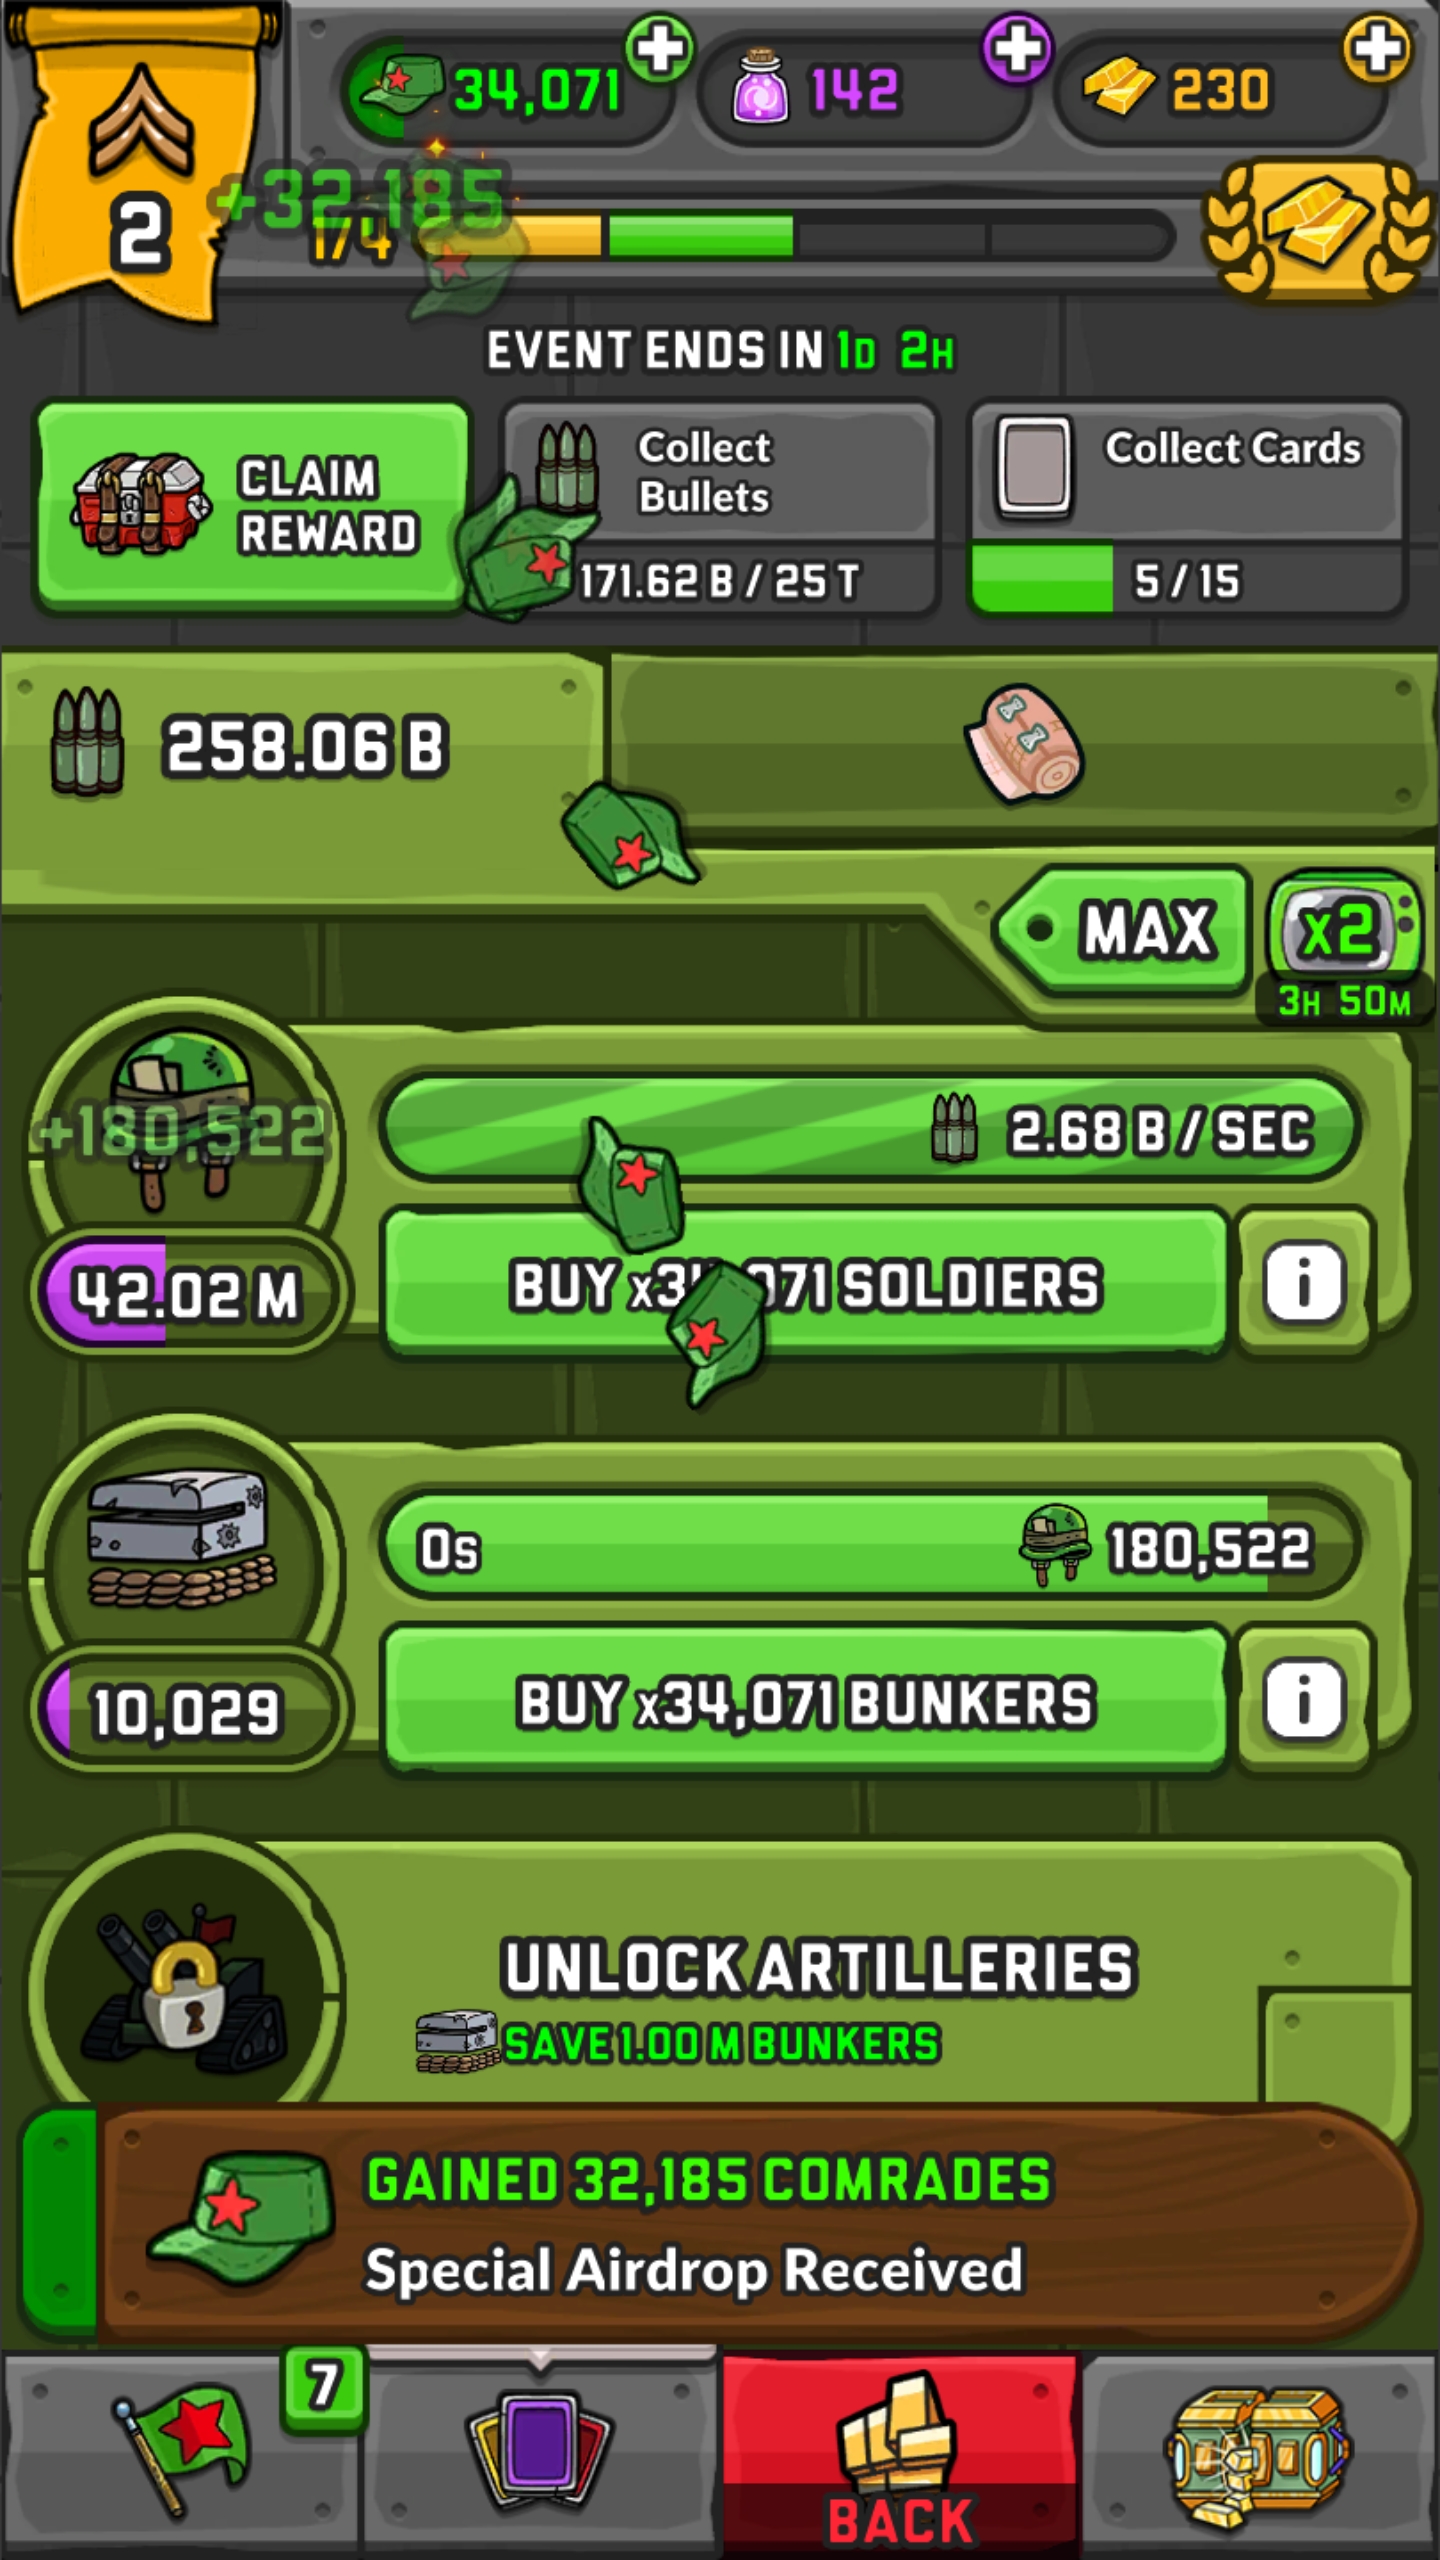 34,071
142
230
2
+32,185
174
EVENT ENDS IN 1D 2H
CLAIM
REWARD
Collect
Bullets
171.62 B / 25 T
Collect Cards
5 / 15
258.06 B
MAX
x2
3H 50M
+180,522
2.68 B / SEC
42.02 M
BUY x34,071 SOLDIERS
i
0s
180,522
10,029
BUY x34,071 BUNKERS
i
UNLOCK ARTILLERIES
SAVE 1.00 M BUNKERS
GAINED 32,185 COMRADES
Special Airdrop Received
7
BACK